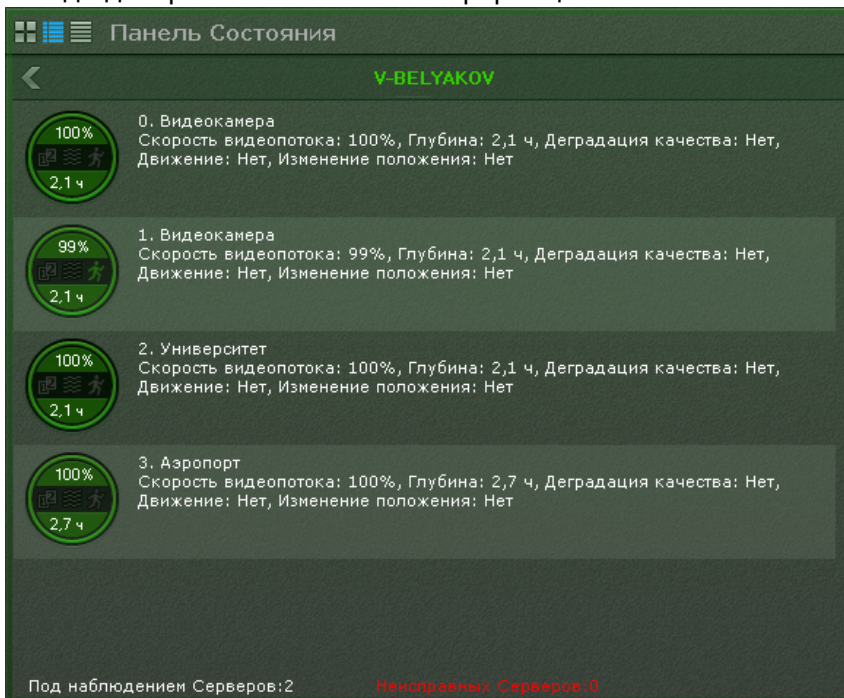 Панель Состояния
V-BELYAKOV
100%
2,1 ч
0. Видеокамера
Скорость видеопотока: 100%, Глубина: 2,1 ч, Деградация качества: Нет,
Движение: Нет, Изменение положения: Нет
99%
2,1 ч
1. Видеокамера
Скорость видеопотока: 99%, Глубина: 2,1 ч, Деградация качества: Нет,
Движение: Нет, Изменение положения: Нет
100%
2,1 ч
2. Университет
Скорость видеопотока: 100%, Глубина: 2,1 ч, Деградация качества: Нет,
Движение: Нет, Изменение положения: Нет
100%
2,7 ч
3. Аэропорт
Скорость видеопотока: 100%, Глубина: 2,7 ч, Деградация качества: Нет,
Движение: Нет, Изменение положения: Нет
Под наблюдением Серверов:2 Неисправных Серверов:0